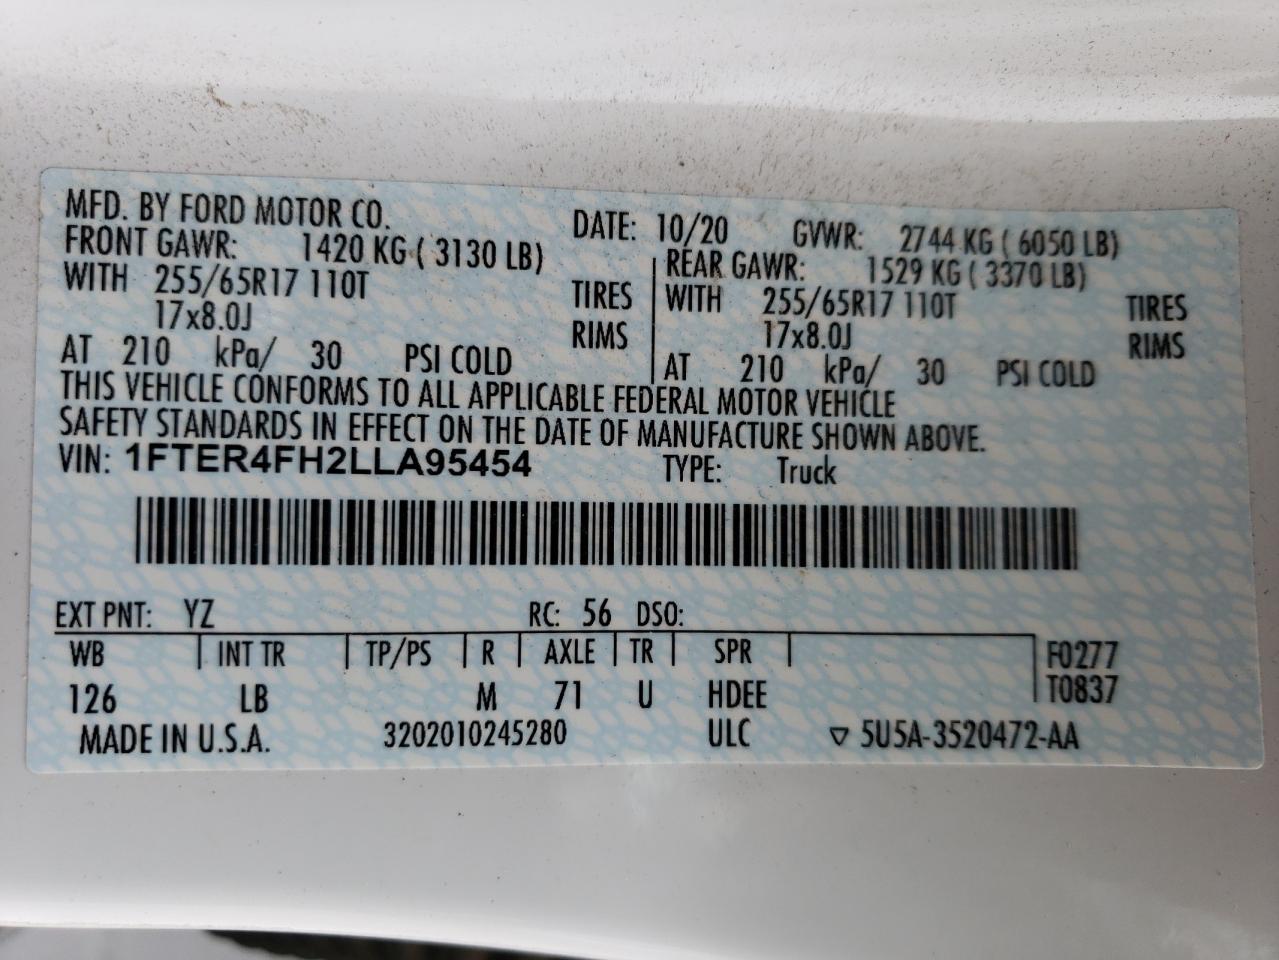 MFD. BY FORD MOTOR CO. DATE: 10/20 GVWR: 2744 KG ( 6050 LB)
FRONT GAWR: 1420 KG ( 3130 LB) REAR GAWR: 1529 KG ( 3370 LB)
WITH 255/65R17 110T TIRES WITH 255/65R17 110T TIRES
17x8.0J RIMS 17x8.0J RIMS
AT 210 kPa/ 30 PSI COLD AT 210 kPa/ 30 PSI COLD
THIS VEHICLE CONFORMS TO ALL APPLICABLE FEDERAL MOTOR VEHICLE
SAFETY STANDARDS IN EFFECT ON THE DATE OF MANUFACTURE SHOWN ABOVE.
VIN: 1FTER4FH2LLA95454 TYPE: Truck
EXT PNT: YZ RC: 56 DSO:
WB INT TR TP/PS R AXLE TR SPR F0277
126 LB M 71 U HDEE T0837
MADE IN U.S.A. 3202010245280 ULC ▽ 5U5A-3520472-AA